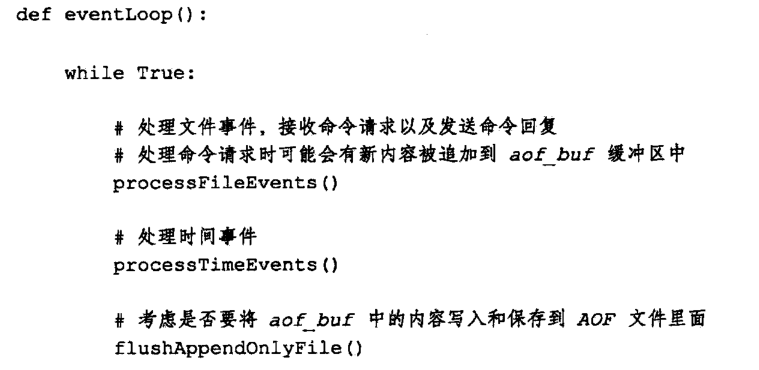 def eventLoop():
    while True:
        # 处理文件事件，接收命令请求以及发送命令回复
        # 处理命令请求时可能会有新内容被追加到 aof_buf 缓冲区中
        processFileEvents()
        # 处理时间事件
        processTimeEvents()
        # 考虑是否要将 aof_buf 中的内容写入和保存到 AOF 文件里面
        flushAppendOnlyFile()